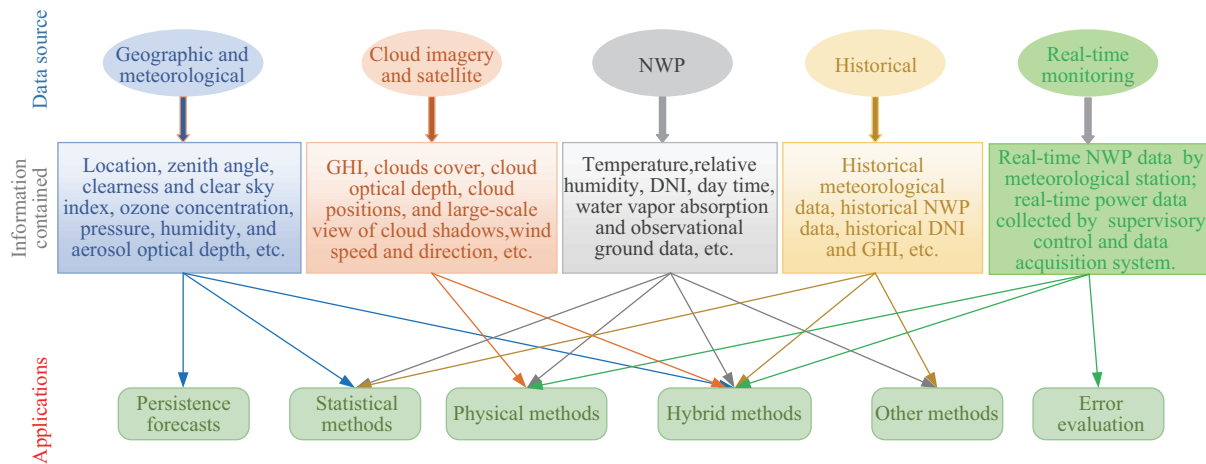 Data source
Geographic and
meteorological
Cloud imagery
and satellite
NWP
Historical
Real-time
monitoring
Information
contained
Location, zenith angle,
clearness and clear sky
index, ozone concentration,
pressure, humidity, and
aerosol optical depth, etc.
GHI, clouds cover, cloud
optical depth, cloud
positions, and large-scale
view of cloud shadows,wind
speed and direction, etc.
Temperature,relative
humidity, DNI, day time,
water vapor absorption
and observational
ground data, etc.
Historical
meteorological
data, historical NWP
data, historical DNI
and GHI, etc.
Real-time NWP data by
meteorological station;
real-time power data
collected by supervisory
control and data
acquisition system.
Applications
Persistence
forecasts
Statistical
methods
Physical methods
Hybrid methods
Other methods
Error
evaluation